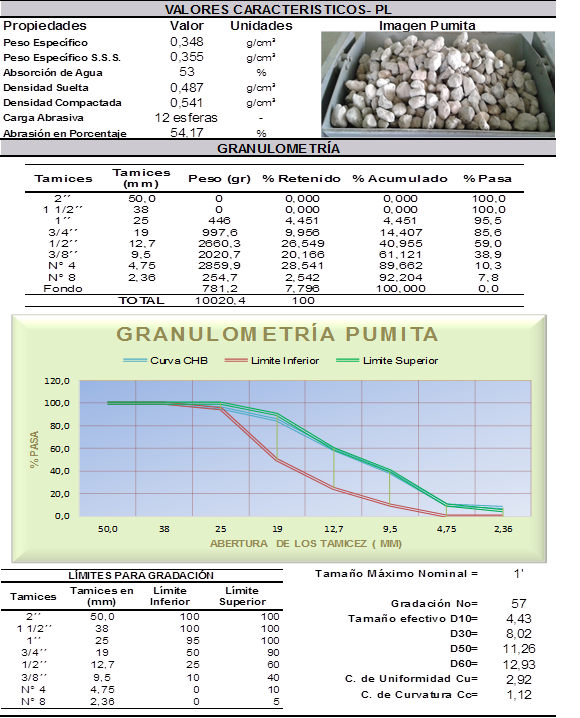 VALORES CARACTERISTICOS- PL
Propiedades Valor Unidades Imagen Pumita
Peso Específico 0,348 g/cm³
Peso Específico S.S.S. 0,355 g/cm³
Absorción de Agua 53 %
Densidad Suelta 0,487 g/cm³
Densidad Compactada 0,541 g/cm³
Carga Abrasiva 12 esferas -
Abrasión en Porcentaje 54,17 %
GRANULOMETRÍA
Tamices Tamices (mm) Peso (gr) % Retenido % Acumulado % Pasa
2´´ 50,0 0 0,000 0,000 100,0
1 1/2´´ 38 0 0,000 0,000 100,0
1´´ 25 446 4,451 4,451 95,5
3/4´´ 19 997,6 9,956 14,407 85,6
1/2´´ 12,7 2660,3 26,549 40,955 59,0
3/8´´ 9,5 2020,7 20,166 61,121 38,9
N° 4 4,75 2859,9 28,541 89,662 10,3
N° 8 2,36 254,7 2,542 92,204 7,8
Fondo 781,2 7,796 100,000 0,0
TOTAL 10020,4 100
GRANULOMETRÍA PUMITA
Curva CHB Limite Inferior Limite Superior
% PASA
120,0
100,0
80,0
60,0
40,0
20,0
0,0
50,0 38 25 19 12,7 9,5 4,75 2,36
ABERTURA DE LOS TAMICEZ ( MM)
LÍMITES PARA GRADACIÓN
Tamices Tamices en (mm) Límite Inferior Límite Superior
2´´ 50,0 100 100
1 1/2´´ 38 100 100
1´´ 25 95 100
3/4´´ 19 50 90
1/2´´ 12,7 25 60
3/8´´ 9,5 10 40
N° 4 4,75 0 10
N° 8 2,36 0 5
Tamaño Máximo Nominal = 1'
Gradación No= 57
Tamaño efectivo D10= 4,43
D30= 8,02
D50= 11,26
D60= 12,93
C. de Uniformidad Cu= 2,92
C. de Curvatura Cc= 1,12